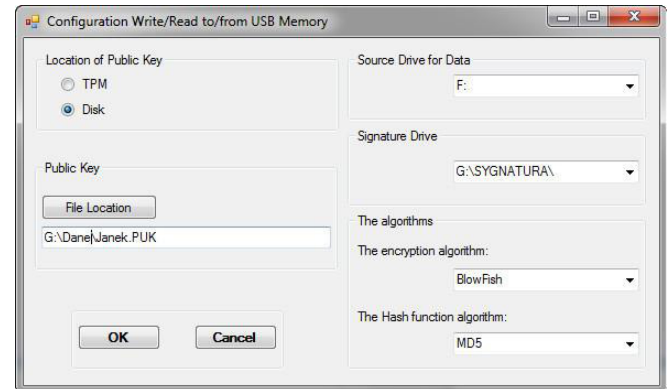 Configuration Write/Read to/from USB Memory
Location of Public Key
TPM
Disk
Public Key
File Location
G:\Dane\Janek.PUK
OK
Cancel
Source Drive for Data
F:
Signature Drive
G:\SYGNATURA\
The algorithms
The encryption algorithm:
BlowFish
The Hash function algorithm:
MD5